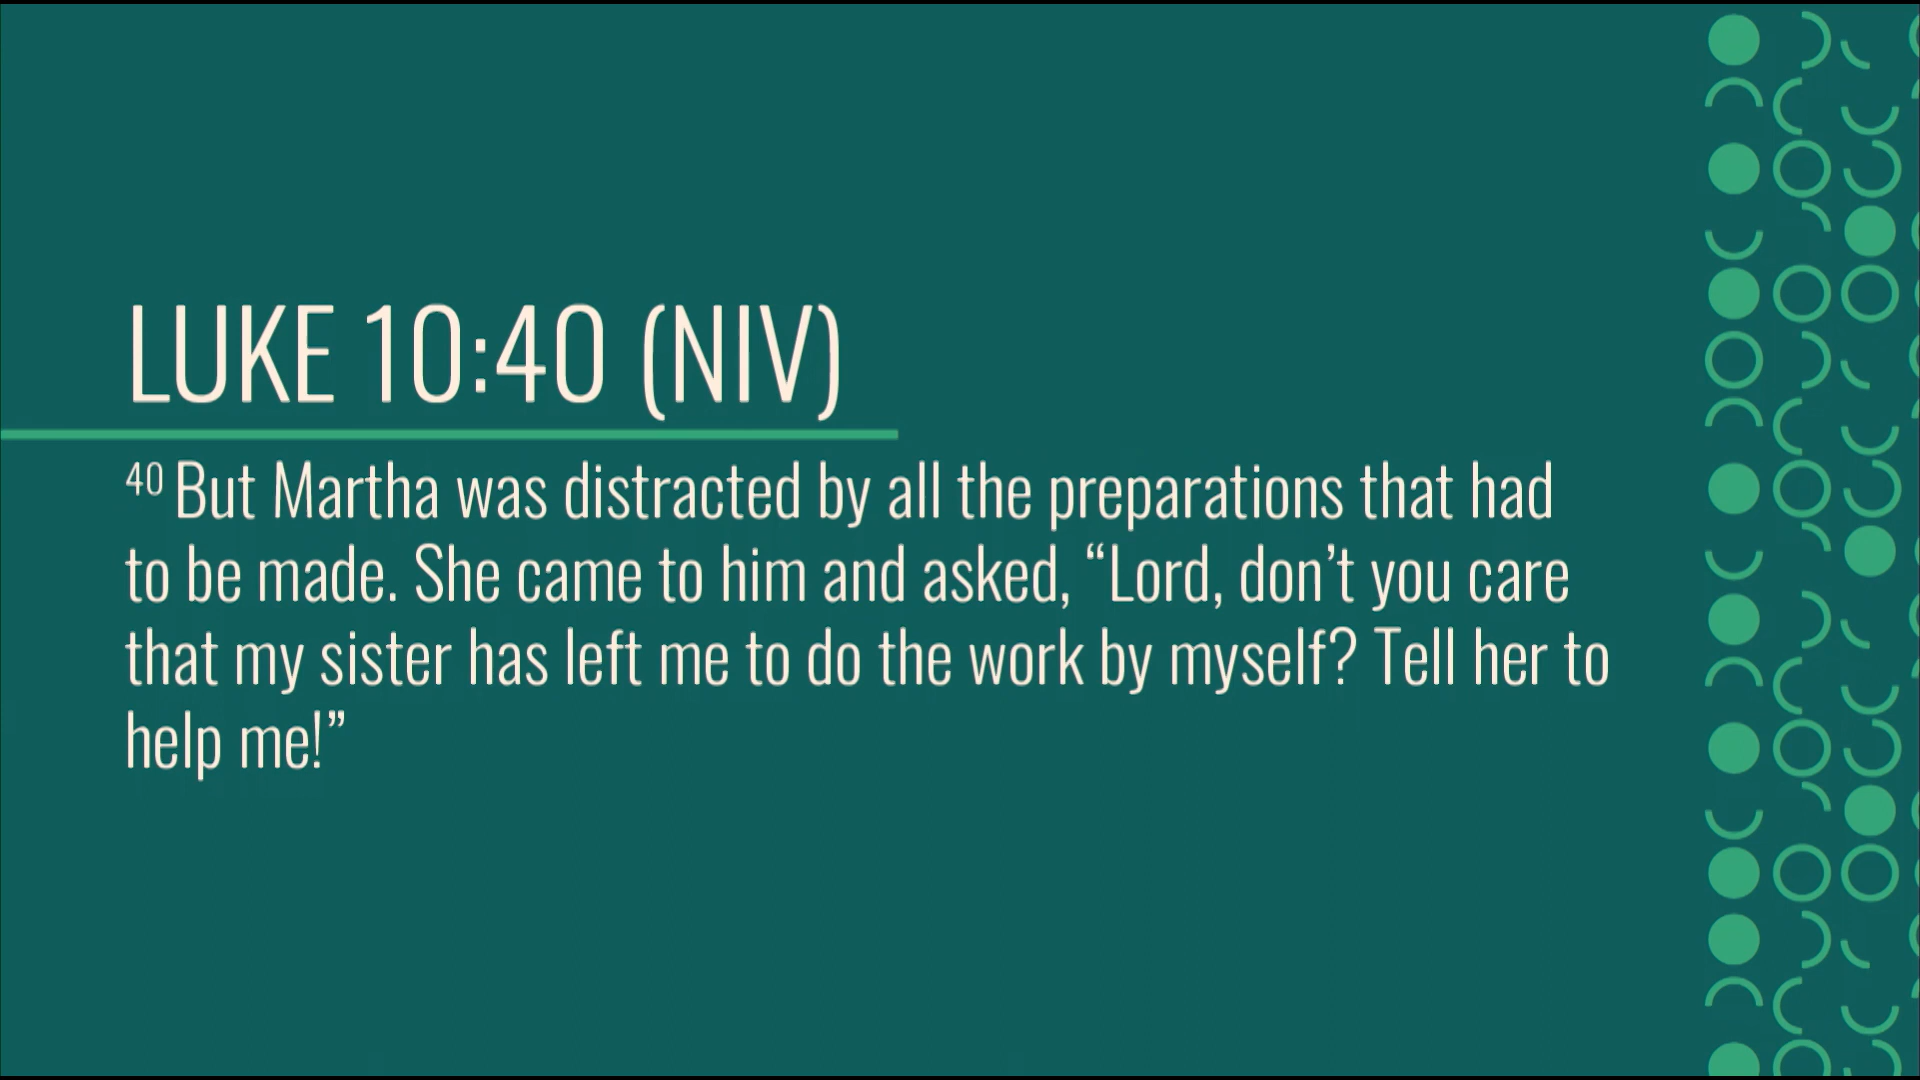 LUKE 10:40 (NIV)
40 But Martha was distracted by all the preparations that had
to be made. She came to him and asked, “Lord, don’t you care
that my sister has left me to do the work by myself? Tell her to
help me!”